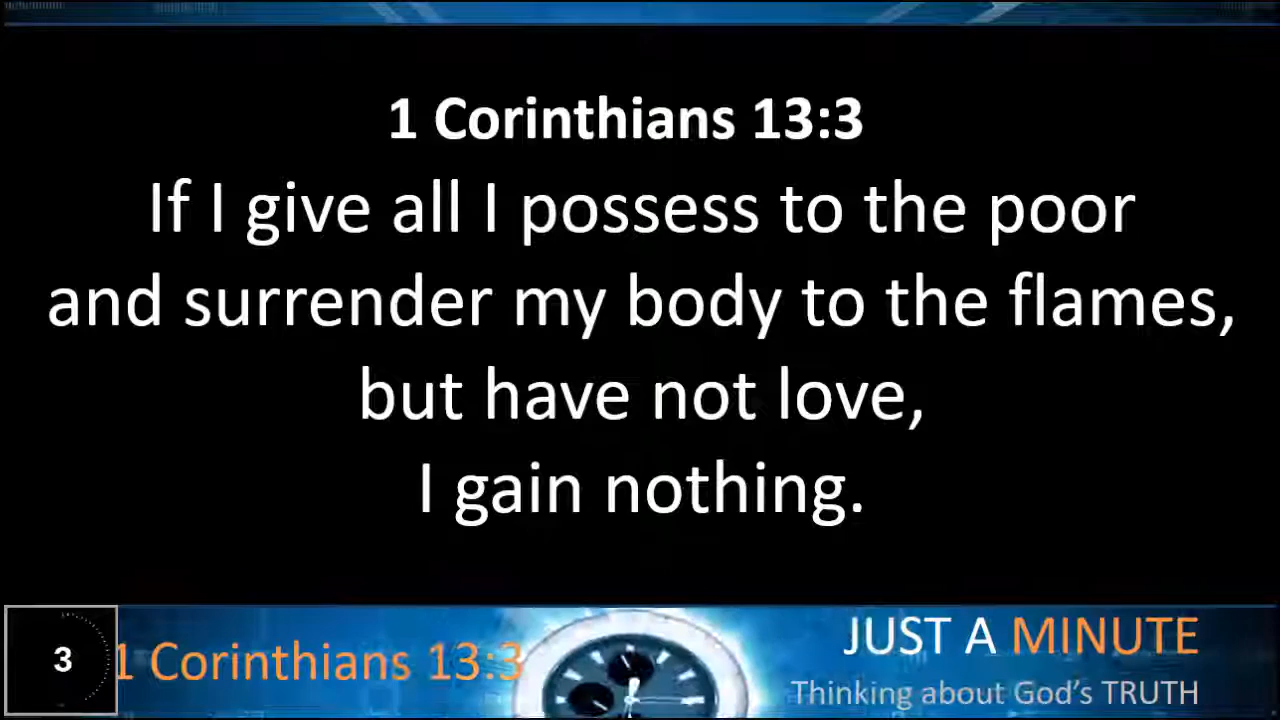 1 Corinthians 13:3
If I give all I possess to the poor
and surrender my body to the flames,
but have not love,
I gain nothing.
3
1 Corinthians 13:3
JUST A MINUTE
Thinking about God's TRUTH